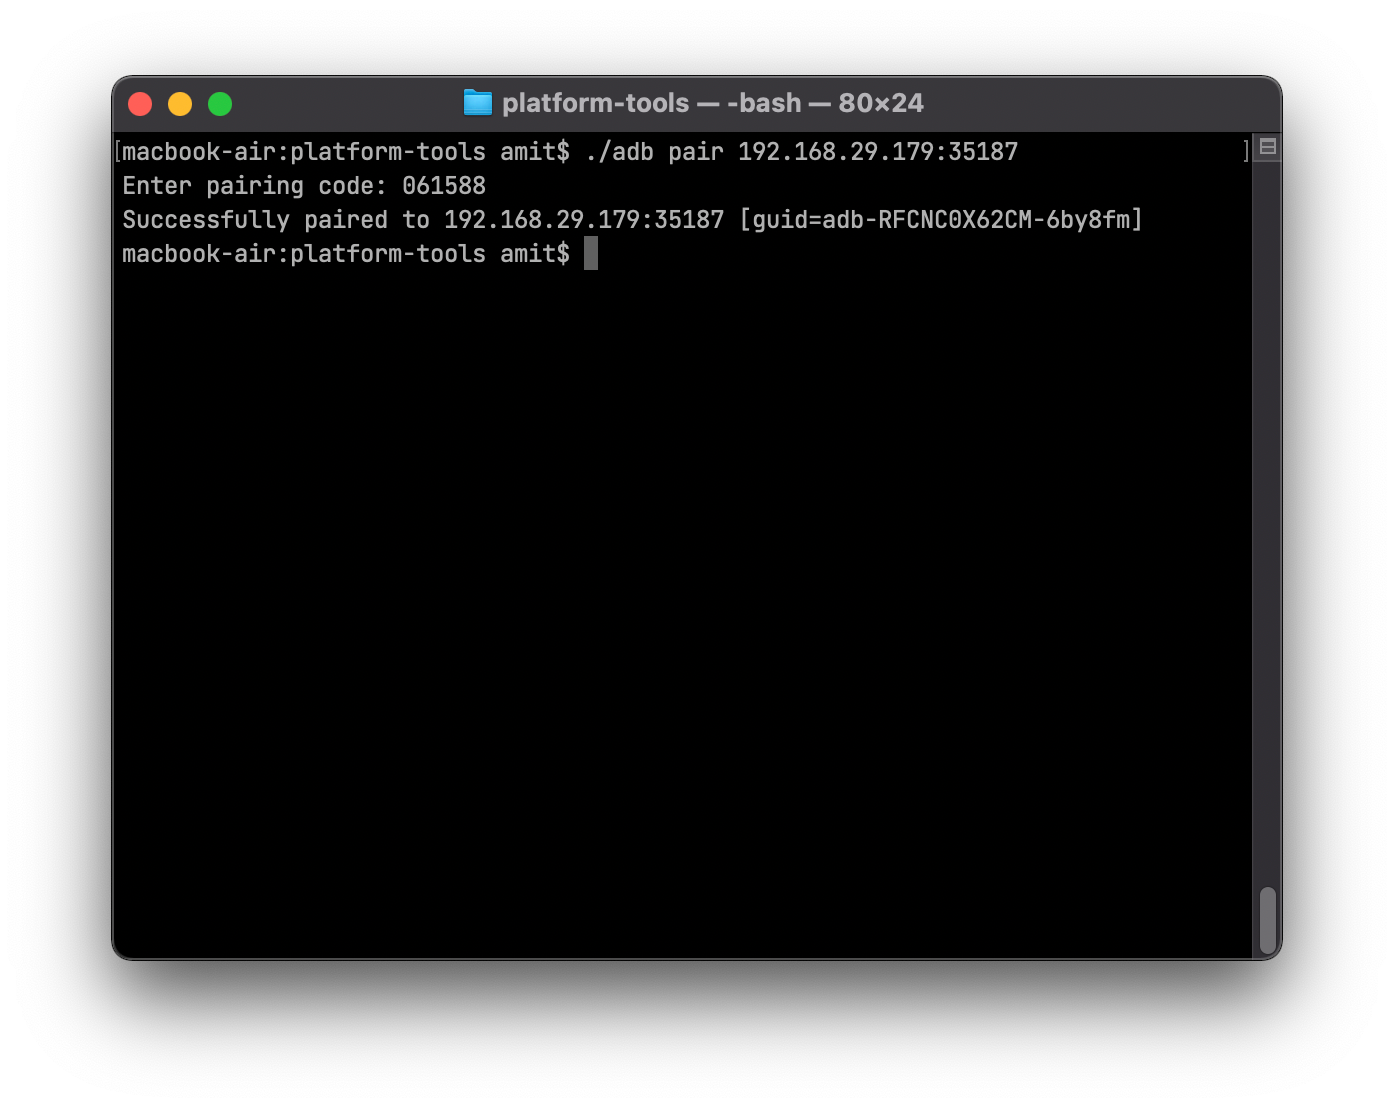 platform-tools — -bash — 80×24
[macbook-air:platform-tools amit$ ./adb pair 192.168.29.179:35187 ]
Enter pairing code: 061588
Successfully paired to 192.168.29.179:35187 [guid=adb-RFCNC0X62CM-6by8fm]
macbook-air:platform-tools amit$